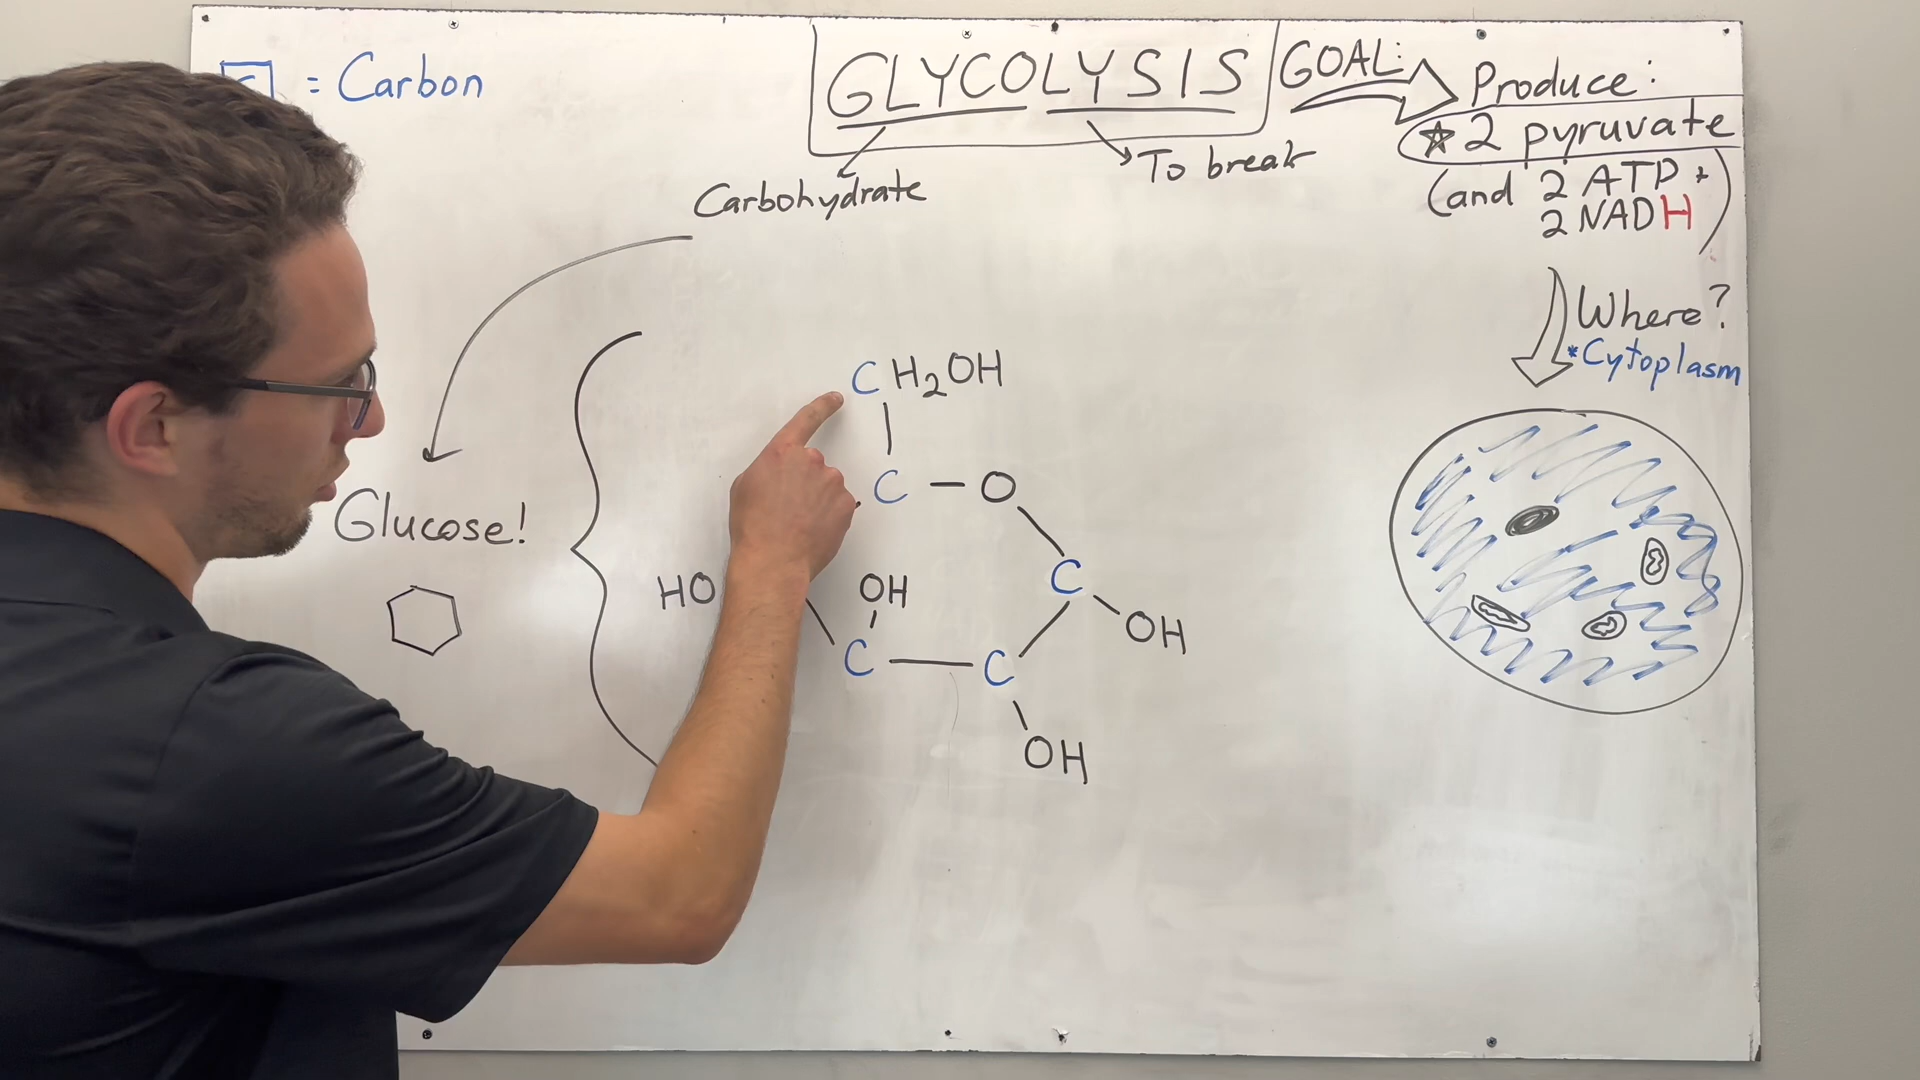 = Carbon
GLYCOLYSIS
GOAL:
Produce:
2 pyruvate
(and 2 ATP +
2 NADH)
Carbohydrate
To break
Where?
*Cytoplasm
Glucose!
CH₂OH
C — O
C
HO
OH
OH
C — C
OH